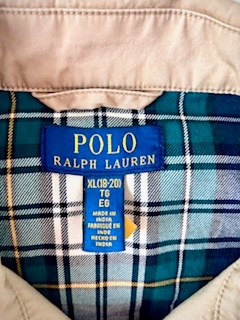 POLO
RALPH LAUREN
XL(18-20)
TG
EG
MADE IN
INDIA
FABRIQUÉ EN
INDE
HECHO EN
INDIA